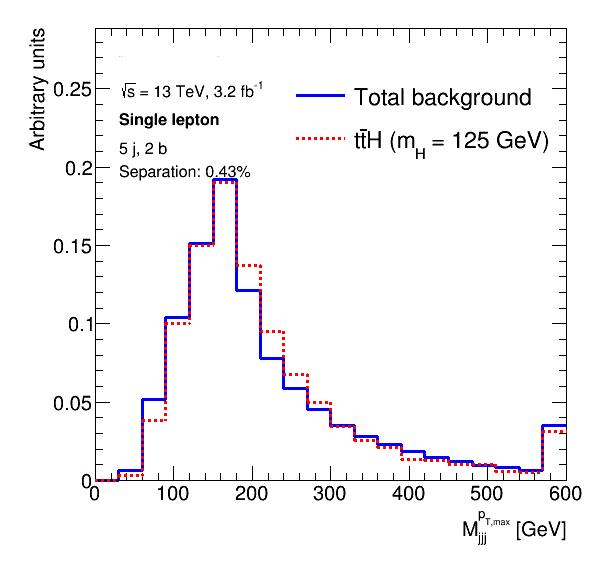 Arbitrary units
0.25
0.2
0.15
0.1
0.05
0
√s = 13 TeV, 3.2 fb⁻¹
Single lepton
5 j, 2 b
Separation: 0.43%
Total background
tt̄H (m_H = 125 GeV)
0 100 200 300 400 500 600
M_jjj^p_T,max [GeV]